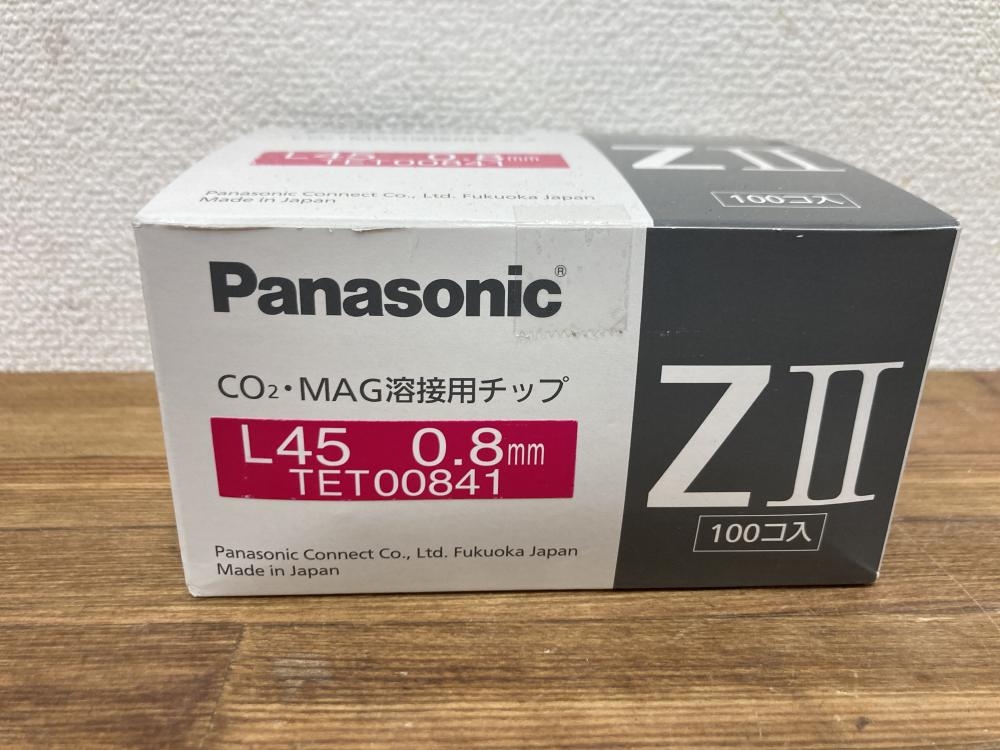 L45 0.8mm
TET00841
Panasonic Connect Co., Ltd. Fukuoka Japan
Made in Japan
ZII
100コ入
Panasonic®
CO₂・MAG溶接用チップ
L45 0.8mm
TET00841
Panasonic Connect Co., Ltd. Fukuoka Japan
Made in Japan
ZII
100コ入